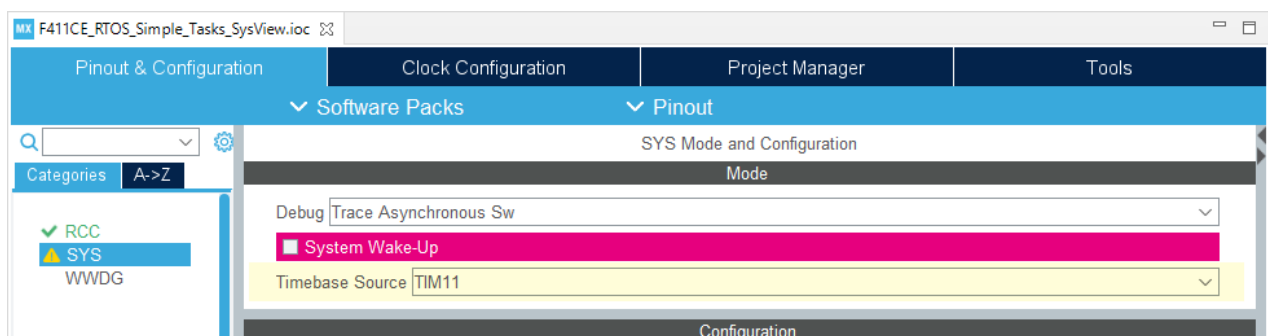 MX F411CE_RTOS_Simple_Tasks_SysView.ioc
Pinout & Configuration Clock Configuration Project Manager Tools
Software Packs Pinout
SYS Mode and Configuration
Categories A->Z
Mode
Debug Trace Asynchronous Sw
RCC
System Wake-Up
SYS
WWDG
Timebase Source TIM11
Configuration